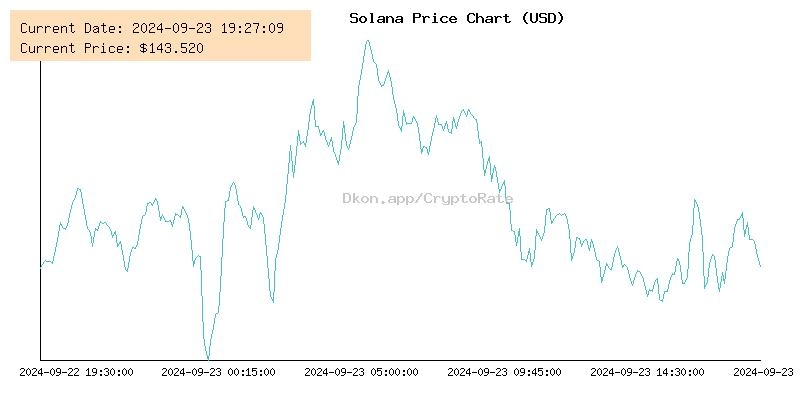 Solana Price Chart (USD)
Current Date: 2024-09-23 19:27:09
Current Price: $143.520
Dkon.app/CryptoRate
2024-09-22 19:30:00 2024-09-23 00:15:00 2024-09-23 05:00:00 2024-09-23 09:45:00 2024-09-23 14:30:00 2024-09-23